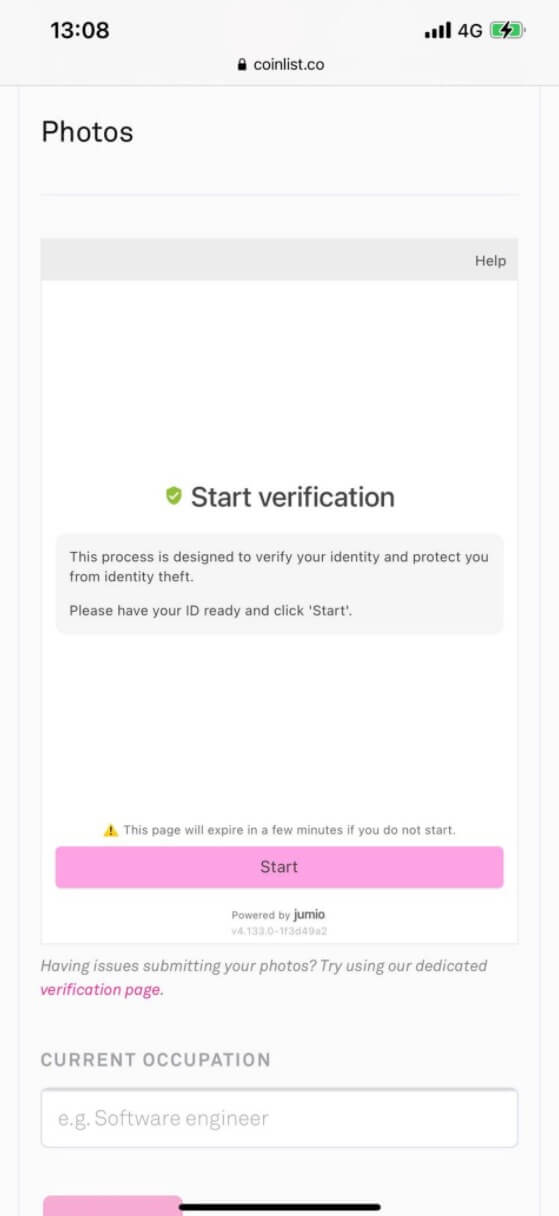 13:08
4G
coinlist.co
Photos
Help
Start verification
This process is designed to verify your identity and protect you
from identity theft.
Please have your ID ready and click 'Start'.
This page will expire in a few minutes if you do not start.
Start
Powered by jumio
v4.133.0-1f3d49a2
Having issues submitting your photos? Try using our dedicated
verification page.
CURRENT OCCUPATION
e.g. Software engineer